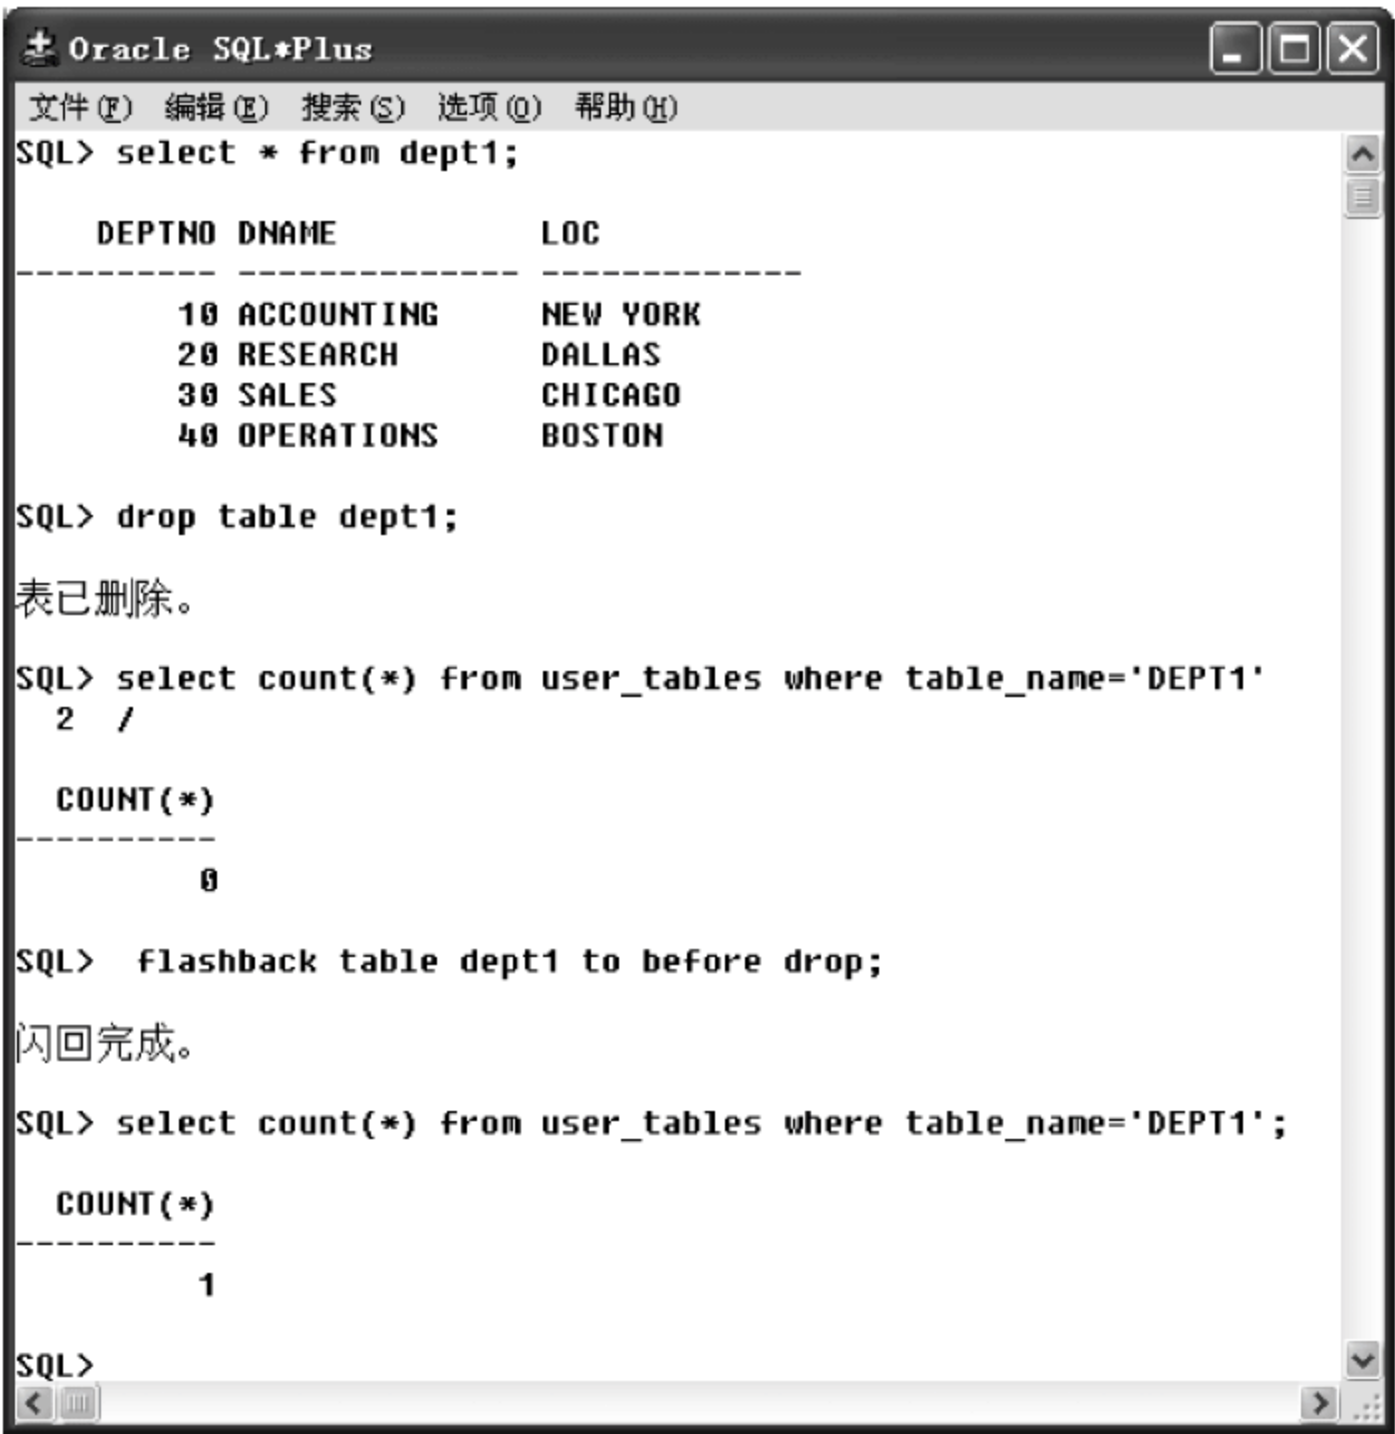 Oracle SQL*Plus
文件(F) 编辑(E) 搜索(S) 选项(O) 帮助(H)
SQL> select * from dept1;
    DEPTNO DNAME          LOC
---------- -------------- -------------
        10 ACCOUNTING     NEW YORK
        20 RESEARCH       DALLAS
        30 SALES          CHICAGO
        40 OPERATIONS     BOSTON
SQL> drop table dept1;
表已删除。
SQL> select count(*) from user_tables where table_name='DEPT1'
  2  /
  COUNT(*)
----------
         0
SQL>  flashback table dept1 to before drop;
闪回完成。
SQL> select count(*) from user_tables where table_name='DEPT1';
  COUNT(*)
----------
         1
SQL>